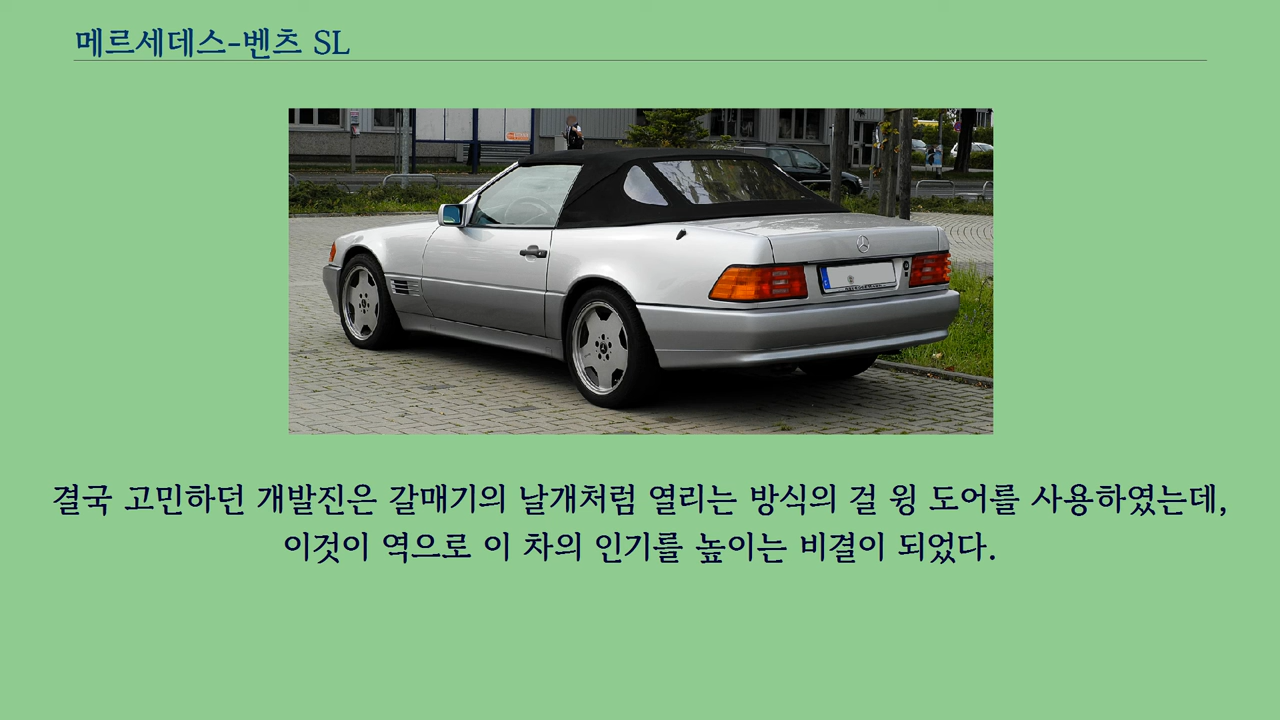 메르세데스-벤츠 SL
결국 고민하던 개발진은 갈매기의 날개처럼 열리는 방식의 걸 윙 도어를 사용하였는데,
이것이 역으로 이 차의 인기를 높이는 비결이 되었다.